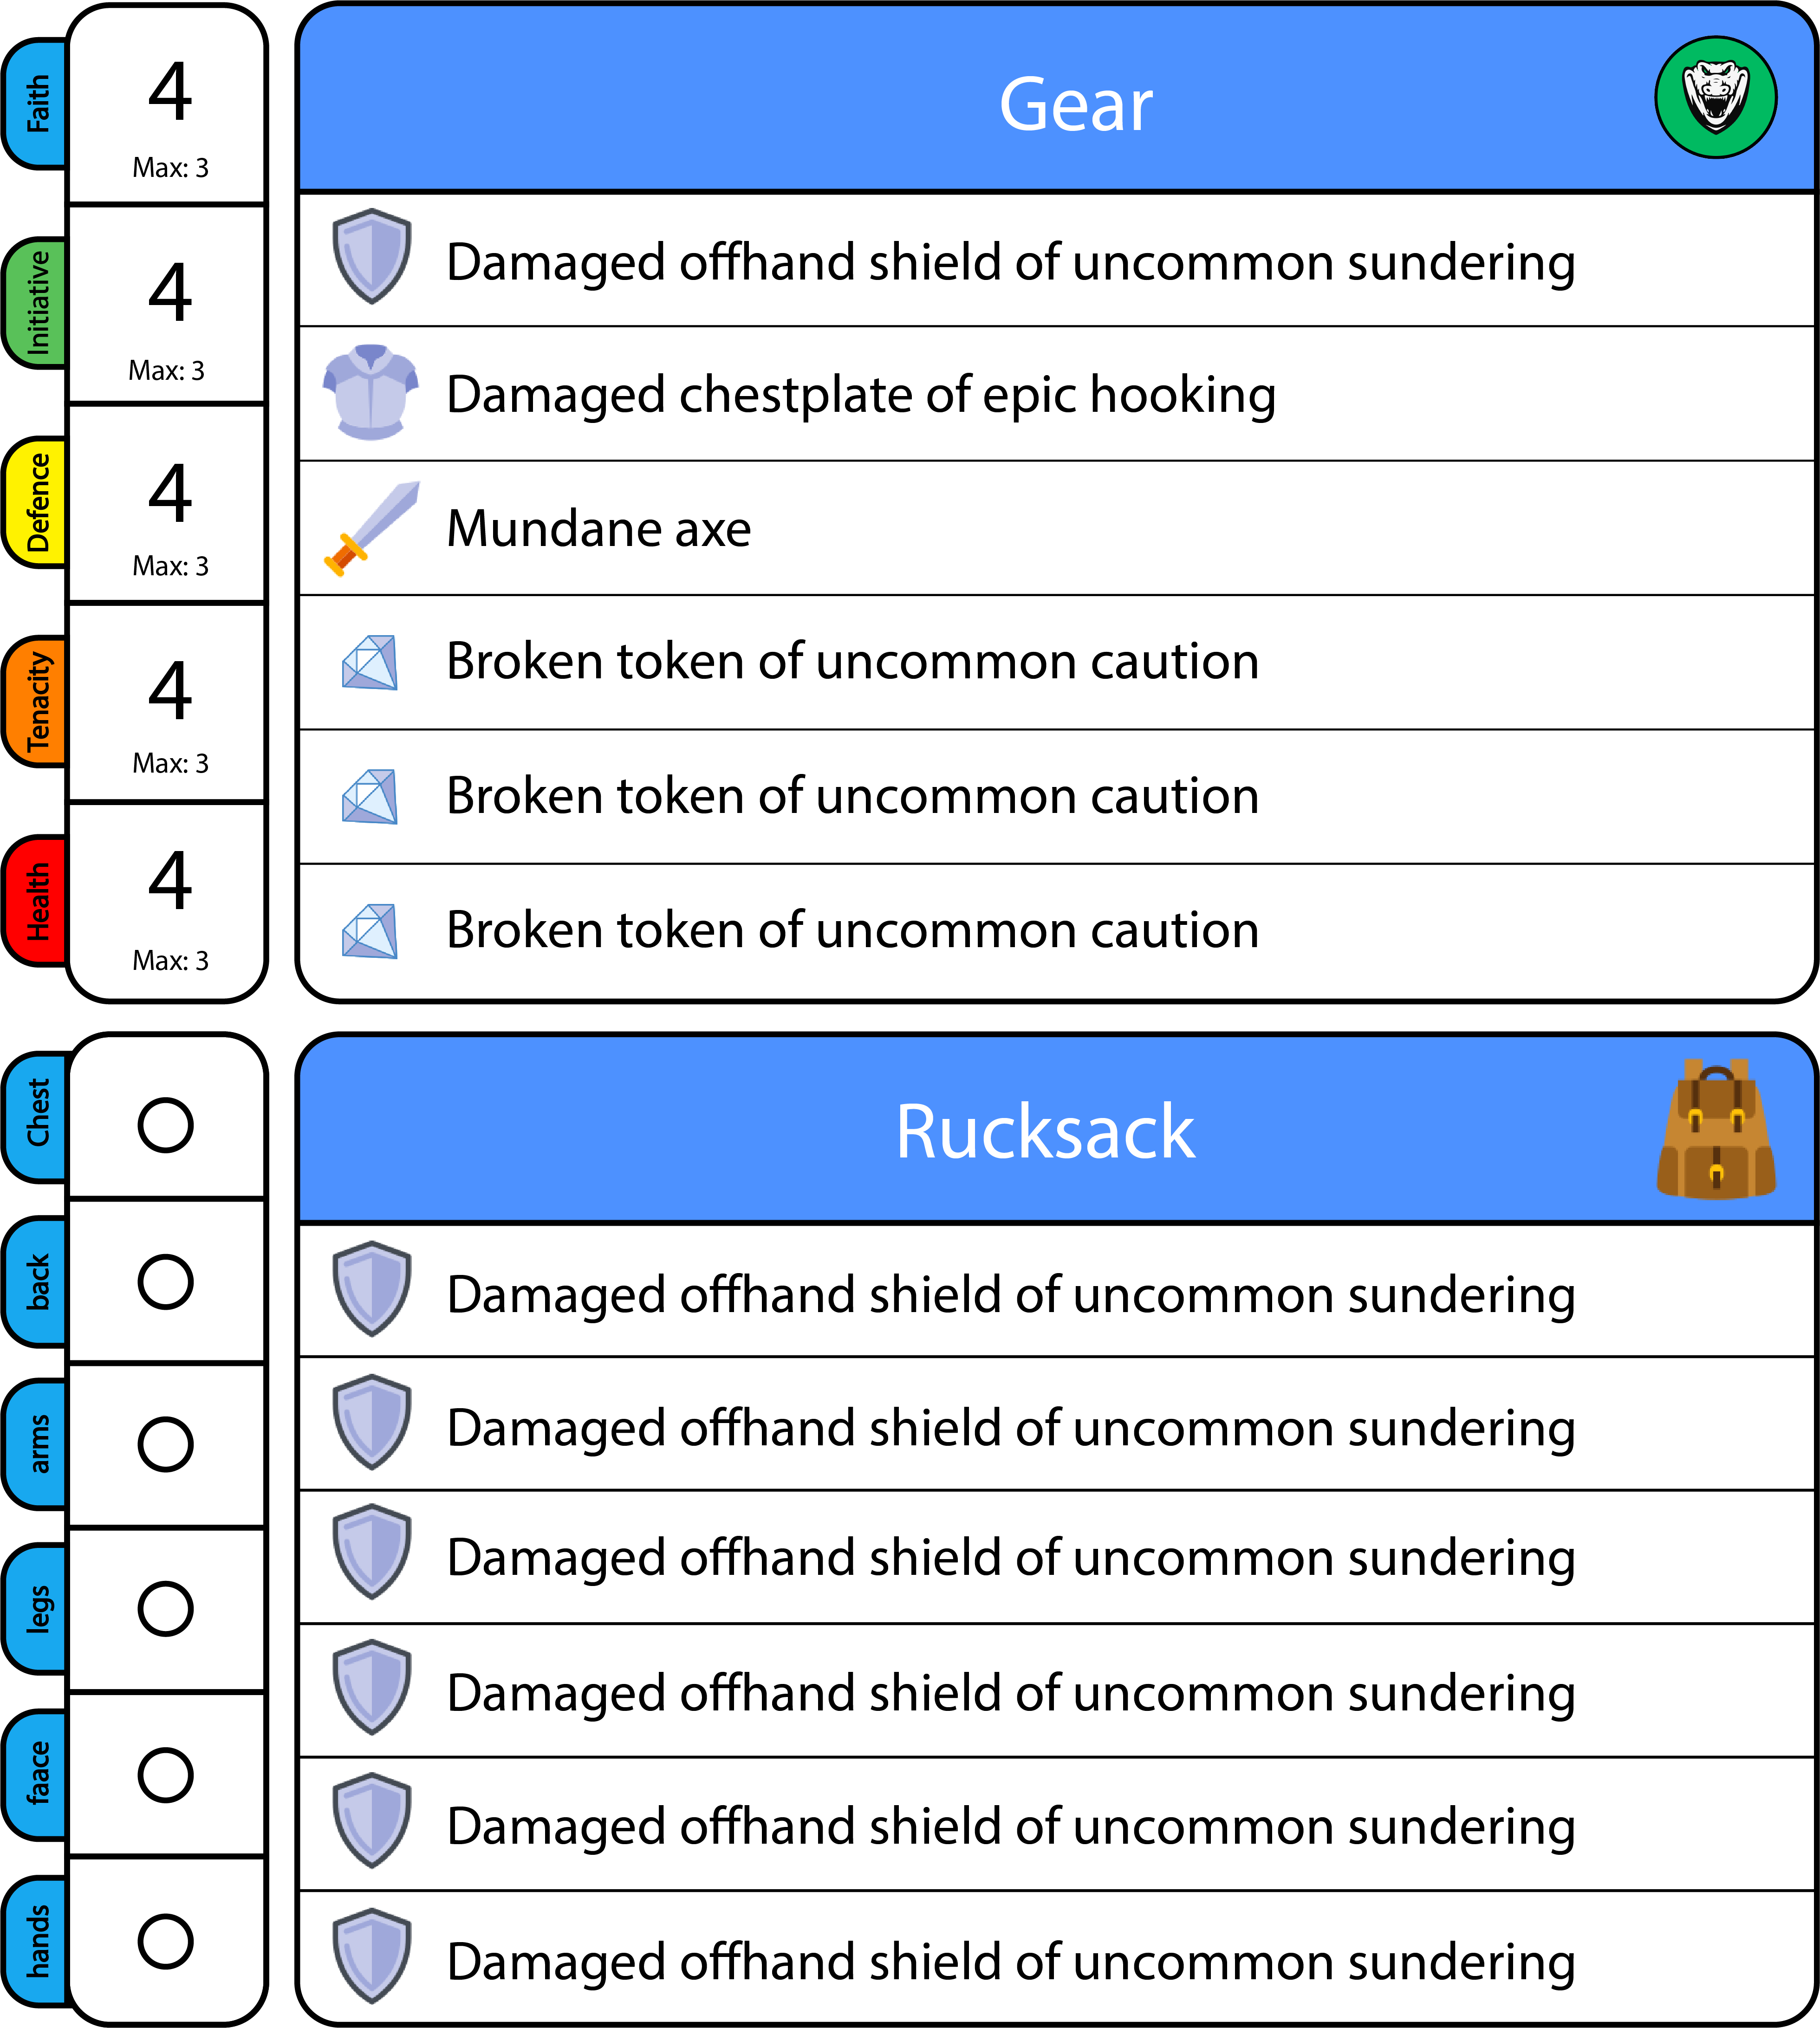 Faith
4
Max: 3
Initiative
4
Max: 3
Defence
4
Max: 3
Tenacity
4
Max: 3
Health
4
Max: 3
Gear
Damaged offhand shield of uncommon sundering
Damaged chestplate of epic hooking
Mundane axe
Broken token of uncommon caution
Broken token of uncommon caution
Broken token of uncommon caution
Chest
back
arms
legs
faace
hands
Rucksack
Damaged offhand shield of uncommon sundering
Damaged offhand shield of uncommon sundering
Damaged offhand shield of uncommon sundering
Damaged offhand shield of uncommon sundering
Damaged offhand shield of uncommon sundering
Damaged offhand shield of uncommon sundering